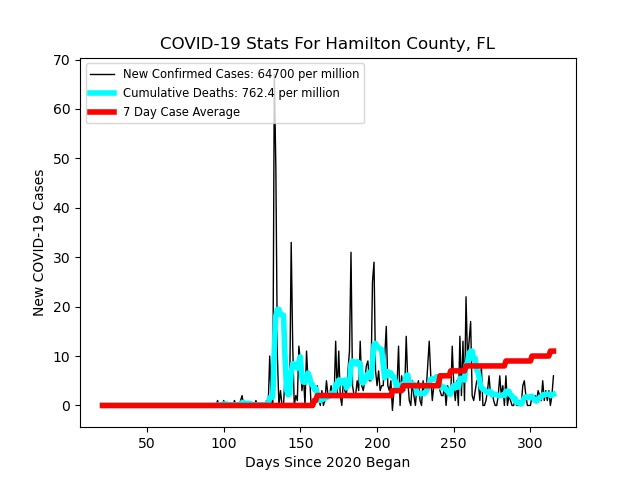 COVID-19 Stats For Hamilton County, FL
New Confirmed Cases: 64700 per million
Cumulative Deaths: 762.4 per million
7 Day Case Average
New COVID-19 Cases
70
60
50
40
30
20
10
0
50 100 150 200 250 300
Days Since 2020 Began